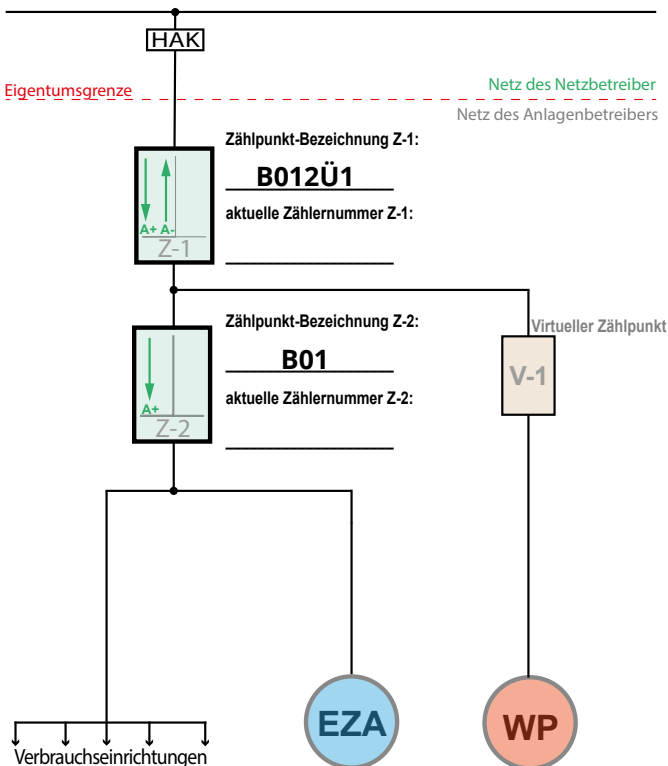 HAK
Eigentumsgrenze
Netz des Netzbetreiber
Netz des Anlagenbetreibers
Zählpunkt-Bezeichnung Z-1:
B012Ü1
aktuelle Zählernummer Z-1:
A+ A-
Z-1
Zählpunkt-Bezeichnung Z-2:
Virtueller Zählpunkt
B01
V-1
aktuelle Zählernummer Z-2:
A+
Z-2
EZA
WP
Verbrauchseinrichtungen